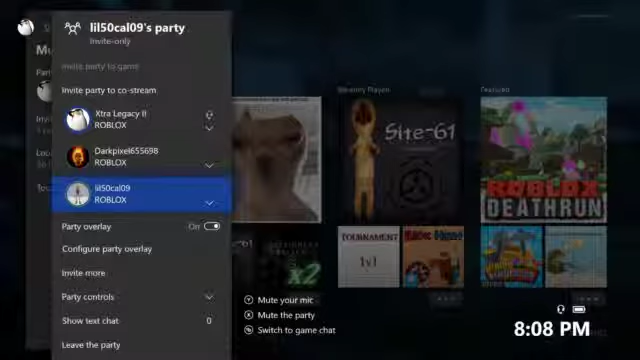 lil50cal09's party
Invite-only
Invite party to game
Invite party to co-stream
Xtra Legacy II
ROBLOX
Darkpixel655698
ROBLOX
lil50cal09
ROBLOX
Party overlay
On
Configure party overlay
Invite more
Party controls
Show text chat
0
Leave the party
Mute your mic
Mute the party
Switch to game chat
Featured
Site-61
ROBLOX
DEATHRUN
TOURNAMENT
1v1
x2
8:08 PM